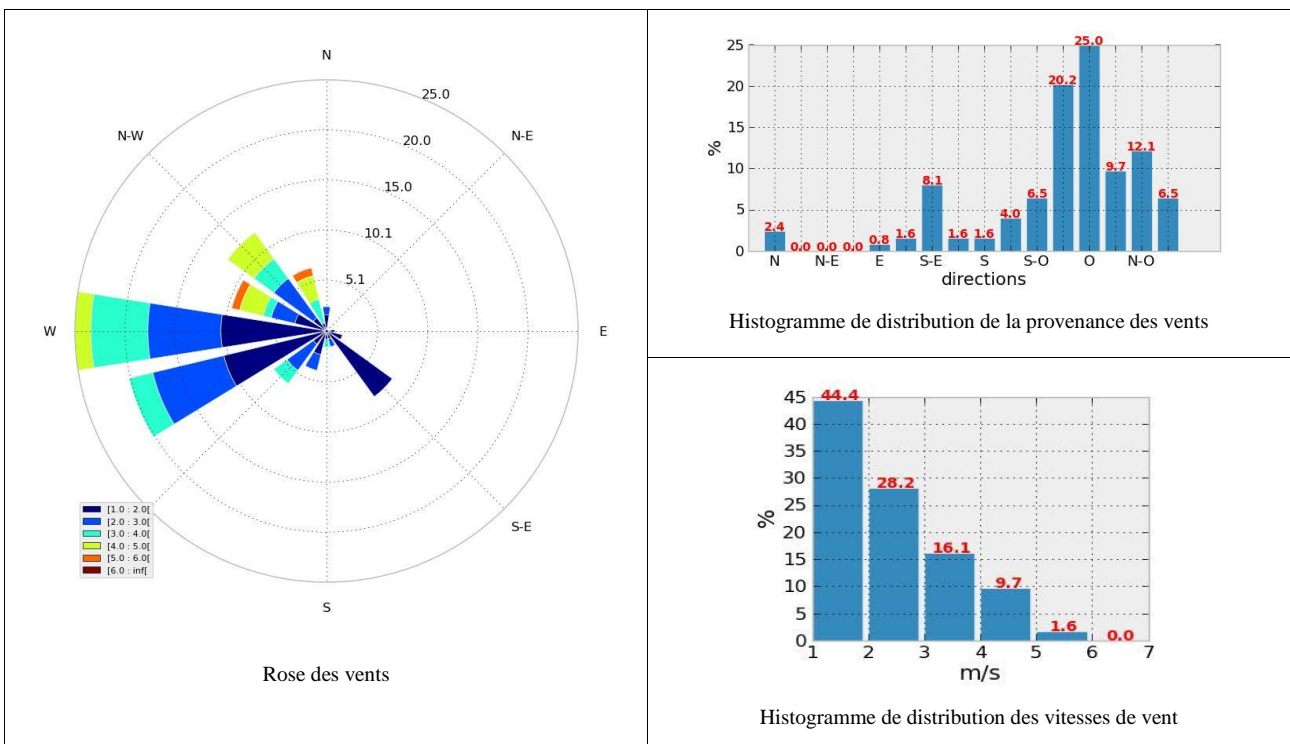 N
N-E
E
S-E
S
W
N-W
25.0
20.0
15.0
10.1
5.1
[1.0 : 2.0[
[2.0 : 3.0[
[3.0 : 4.0[
[4.0 : 5.0[
[5.0 : 6.0[
[6.0 : inf[
Rose des vents
25
20
15
10
5
0
%
2.4 0.0 0.0 0.0 0.8 1.6 8.1 1.6 1.6 4.0 6.5 20.2 25.0 9.7 12.1 6.5
N N-E E S-E S S-O O N-O
directions
Histogramme de distribution de la provenance des vents
45
40
35
30
25
20
15
10
5
0
%
44.4 28.2 16.1 9.7 1.6 0.0
1 2 3 4 5 6 7
m/s
Histogramme de distribution des vitesses de vent